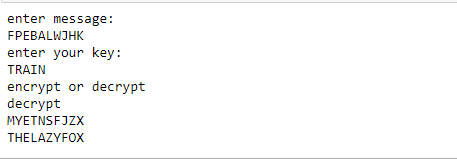 enter message:
FPEBALWJHK
enter your key:
TRAIN
encrypt or decrypt
decrypt
MYETNSFJZX
THELAZYFOX